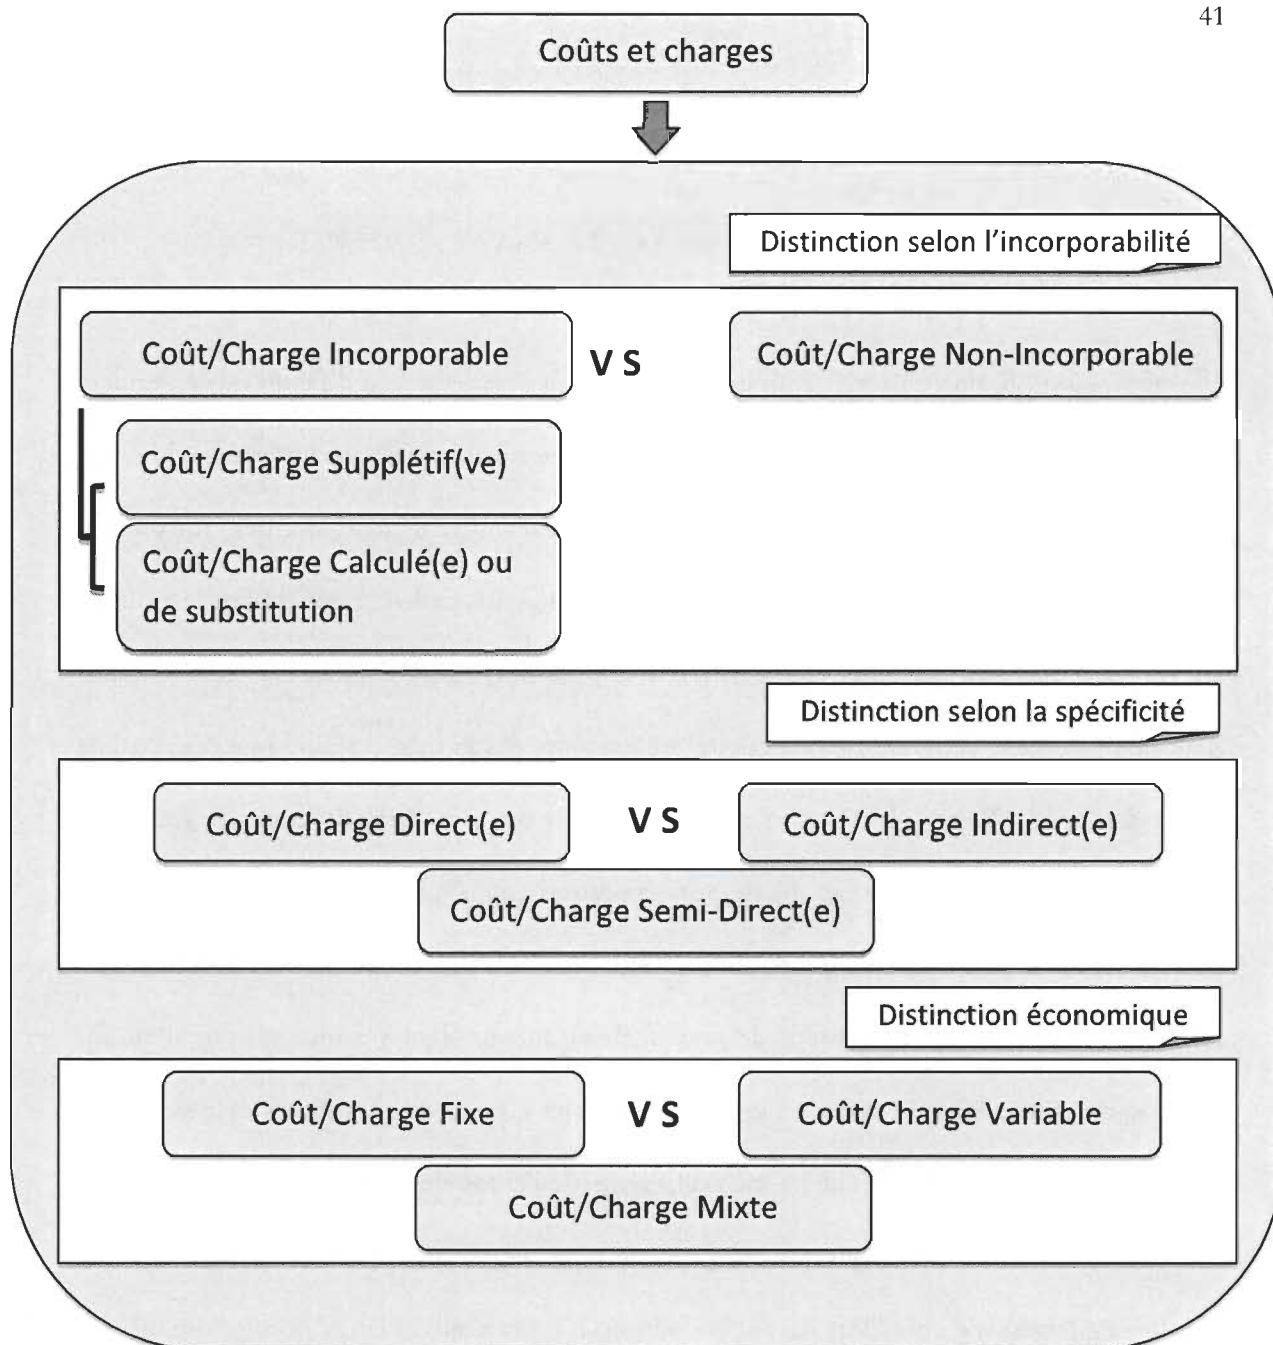 41
Coûts et charges
Distinction selon l'incorporabilité
Coût/Charge Incorporable
V S
Coût/Charge Non-Incorporable
Coût/Charge Supplétif(ve)
Coût/Charge Calculé(e) ou
de substitution
Distinction selon la spécificité
Coût/Charge Direct(e)
V S
Coût/Charge Indirect(e)
Coût/Charge Semi-Direct(e)
Distinction économique
Coût/Charge Fixe
V S
Coût/Charge Variable
Coût/Charge Mixte